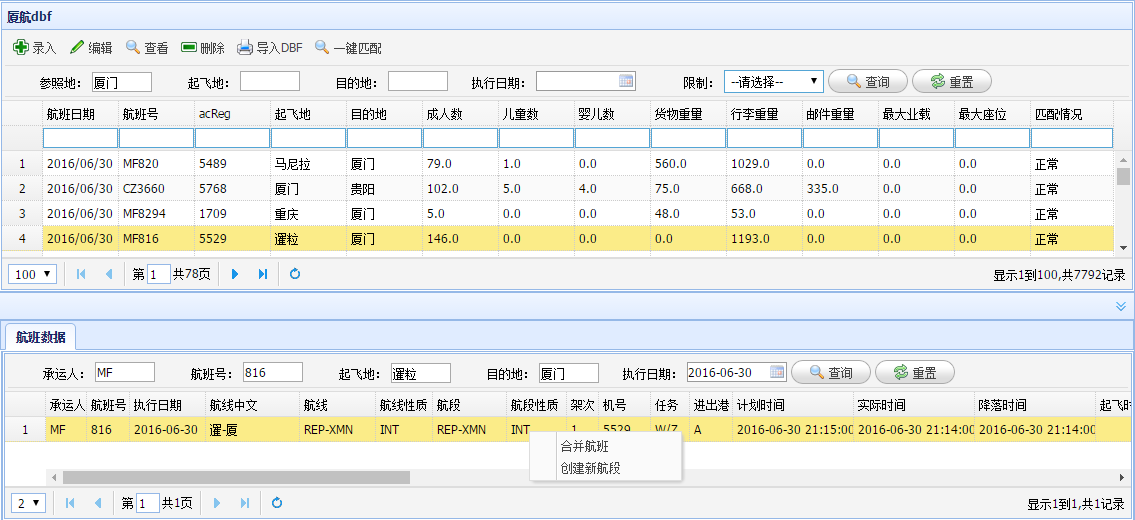 厦航dbf
录入 编辑 查看 删除 导入DBF 一键匹配
参照地: 厦门 起飞地: 目的地: 执行日期: 限制: --请选择-- 查询 重置
航班日期 航班号 acReg 起飞地 目的地 成人数 儿童数 婴儿数 货物重量 行李重量 邮件重量 最大业载 最大座位 匹配情况
1 2016/06/30 MF820 5489 马尼拉 厦门 79.0 1.0 0.0 560.0 1029.0 0.0 0.0 0.0 正常
2 2016/06/30 CZ3660 5768 厦门 贵阳 102.0 5.0 4.0 75.0 668.0 335.0 0.0 0.0 正常
3 2016/06/30 MF8294 1709 重庆 厦门 5.0 0.0 0.0 48.0 53.0 0.0 0.0 0.0 正常
4 2016/06/30 MF816 5529 暹粒 厦门 146.0 0.0 0.0 0.0 1193.0 0.0 0.0 0.0 正常
100 第 1 共78页 显示1到100,共7792记录
航班数据
承运人: MF 航班号: 816 起飞地: 暹粒 目的地: 厦门 执行日期: 2016-06-30 查询 重置
承运人 航班号 执行日期 航线中文 航线 航线性质 航段 航段性质 架次 机号 任务 进出港 计划时间 实际时间 降落时间 起飞时
1 MF 816 2016-06-30 暹-厦 REP-XMN INT REP-XMN INT 1 5529 W/Z A 2016-06-30 21:15:00 2016-06-30 21:14:00 2016-06-30 21:14:00
合并航班
创建新航段
2 第 1 共1页 显示1到1,共1记录